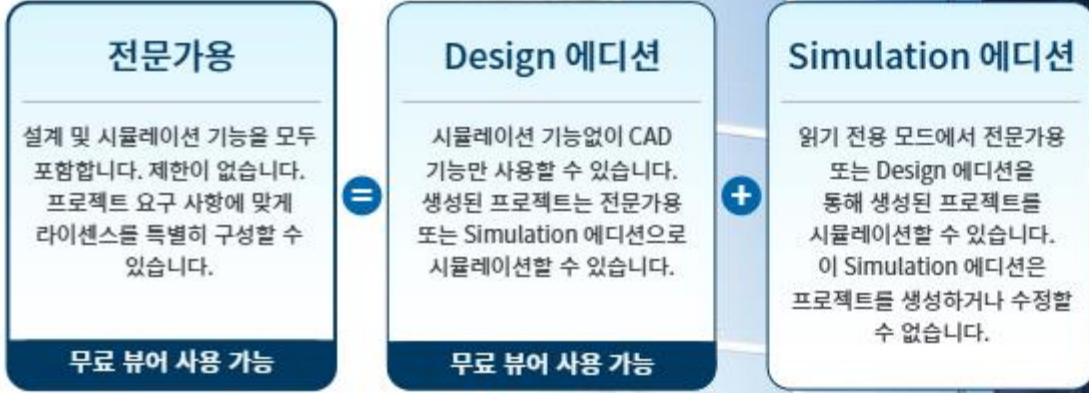 전문가용
설계 및 시뮬레이션 기능을 모두
포함합니다. 제한이 없습니다.
프로젝트 요구 사항에 맞게
라이센스를 특별히 구성할 수
있습니다.
무료 뷰어 사용 가능
=
Design 에디션
시뮬레이션 기능없이 CAD
기능만 사용할 수 있습니다.
생성된 프로젝트는 전문가용
또는 Simulation 에디션으로
시뮬레이션할 수 있습니다.
무료 뷰어 사용 가능
+
Simulation 에디션
읽기 전용 모드에서 전문가용
또는 Design 에디션을
통해 생성된 프로젝트를
시뮬레이션할 수 있습니다.
이 Simulation 에디션은
프로젝트를 생성하거나 수정할
수 없습니다.